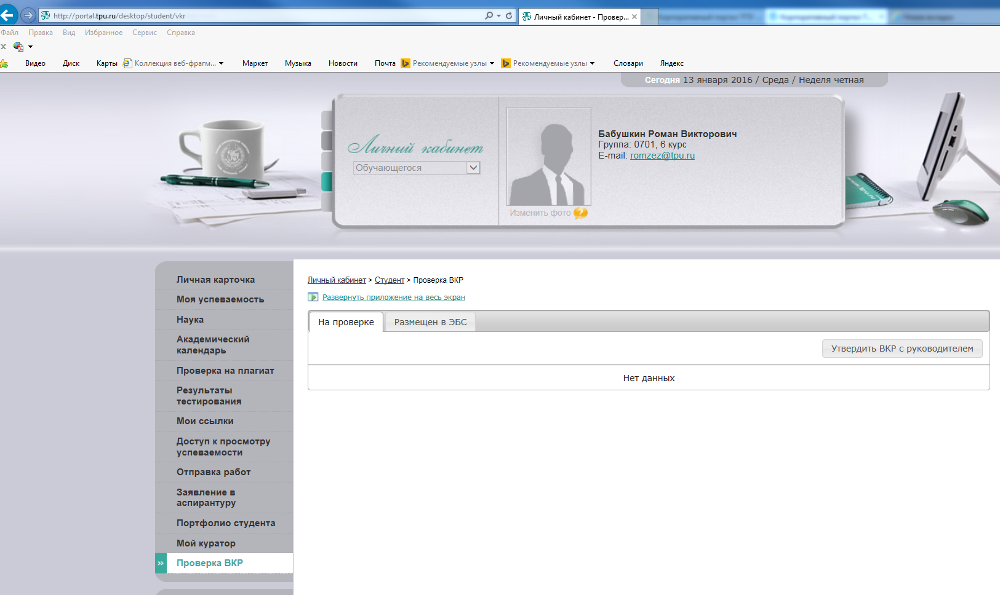 http://portal.tpu.ru/desktop/student/vkr
Личный кабинет - Провер...
Файл Правка Вид Избранное Сервис Справка
x
Видео Диск Карты Коллекция веб-фрагм... Маркет Музыка Новости Почта Рекомендуемые узлы Рекомендуемые узлы Словари Яндекс
Сегодня 13 января 2016 / Среда / Неделя четная
Личный кабинет
Обучающегося
Бабушкин Роман Викторович
Группа: 0701, 6 курс
E-mail: romzez@tpu.ru
Изменить фото ?
Личная карточка
Моя успеваемость
Наука
Академический
календарь
Проверка на плагиат
Результаты
тестирования
Мои ссылки
Доступ к просмотру
успеваемости
Отправка работ
Заявление в
аспирантуру
Портфолио студента
Мой куратор
Проверка ВКР
Личный кабинет > Студент > Проверка ВКР
Развернуть приложение на весь экран
На проверке Размещен в ЭБС
Утвердить ВКР с руководителем
Нет данных